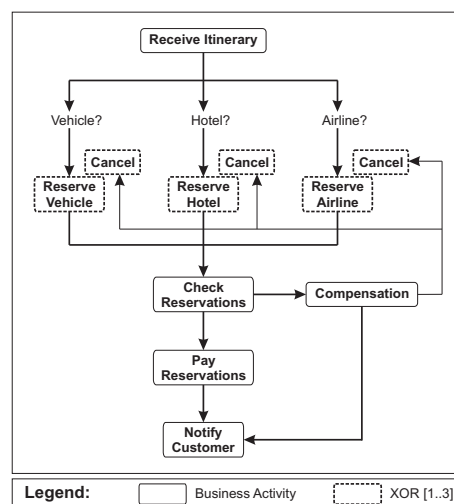 Receive Itinerary
Vehicle? Hotel? Airline?
Cancel Cancel Cancel
Reserve Vehicle
Reserve Hotel
Reserve Airline
Check
Reservations
Compensation
Pay
Reservations
Notify
Customer
Legend: Business Activity XOR [1..3]